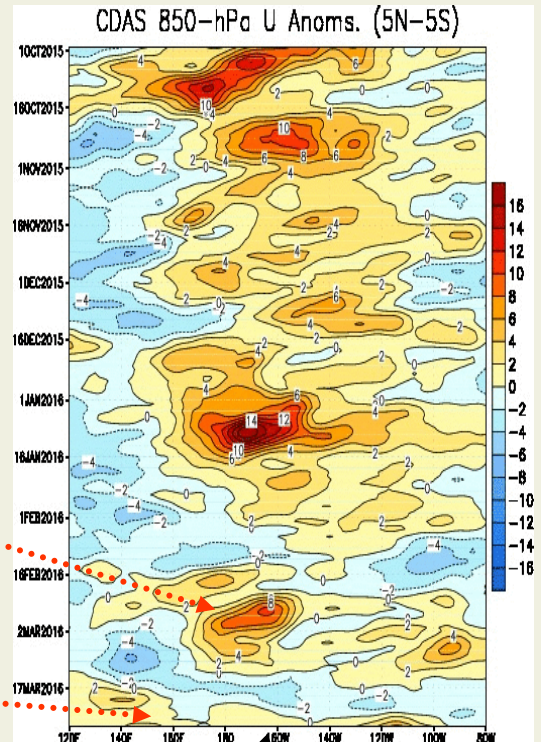 CDAS 850-hPa U Anoms. (5N-5S)
1OCT2015
16OCT2015
1NOV2015
16NOV2015
1DEC2015
16DEC2015
1JAN2016
16JAN2016
1FEB2016
16FEB2016
2MAR2016
17MAR2016
120E 140E 160E 180 160W 140W 120W 100W 80W
16
14
12
10
8
6
4
2
0
-2
-4
-6
-8
-10
-12
-14
-16